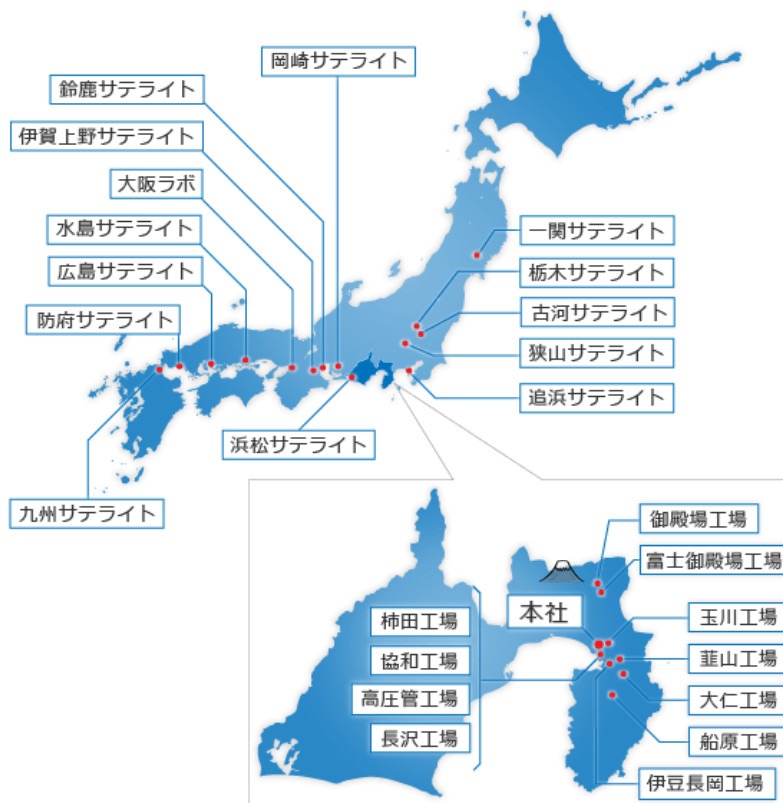 岡崎サテライト
鈴鹿サテライト
伊賀上野サテライト
大阪ラボ
水島サテライト
広島サテライト
防府サテライト
九州サテライト
浜松サテライト
一関サテライト
栃木サテライト
古河サテライト
狭山サテライト
追浜サテライト
御殿場工場
富士御殿場工場
本社
玉川工場
韮山工場
大仁工場
船原工場
伊豆長岡工場
柿田工場
協和工場
高圧管工場
長沢工場